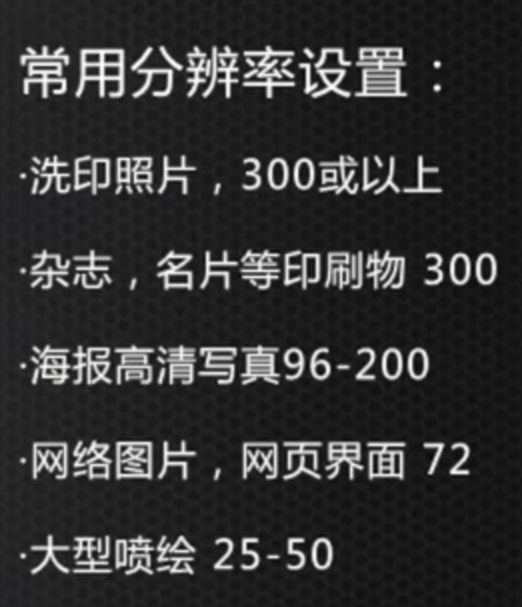 常用分辨率设置：
·洗印照片，300或以上
·杂志，名片等印刷物 300
·海报高清写真96-200
·网络图片，网页界面 72
·大型喷绘 25-50